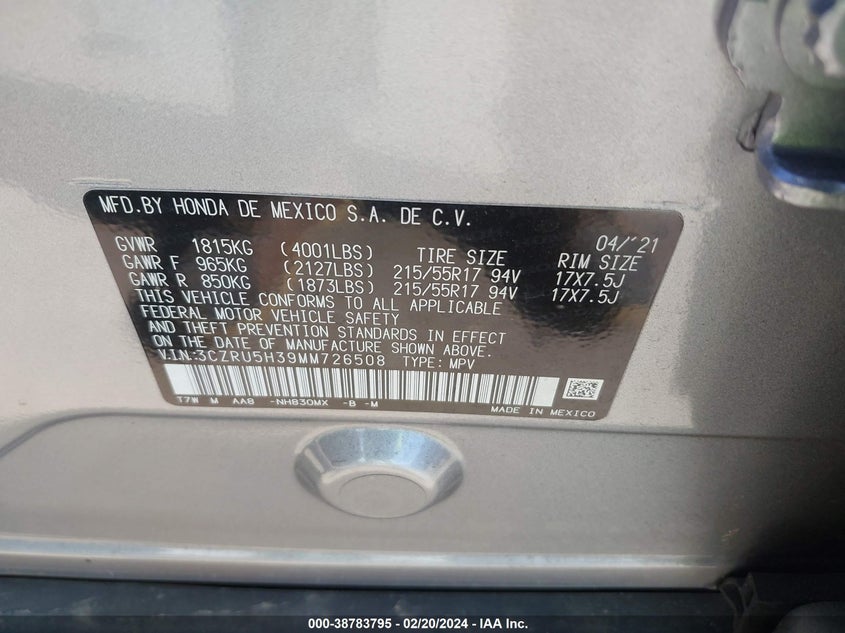 MFD.BY HONDA DE MEXICO S.A. DE C.V.
04/'21
GVWR 1815KG (4001LBS) TIRE SIZE RIM SIZE
GAWR F 965KG (2127LBS) 215/55R17 94V 17X7.5J
GAWR R 850KG (1873LBS) 215/55R17 94V 17X7.5J
THIS VEHICLE CONFORMS TO ALL APPLICABLE
FEDERAL MOTOR VEHICLE SAFETY
AND THEFT PREVENTION STANDARDS IN EFFECT
ON THE DATE OF MANUFACTURE SHOWN ABOVE.
V.I.N:3CZRU5H39MM726508 TYPE: MPV
T7W M AA8 -NH830MX -B -M
MADE IN MEXICO
000-38783795 - 02/20/2024 - IAA Inc.